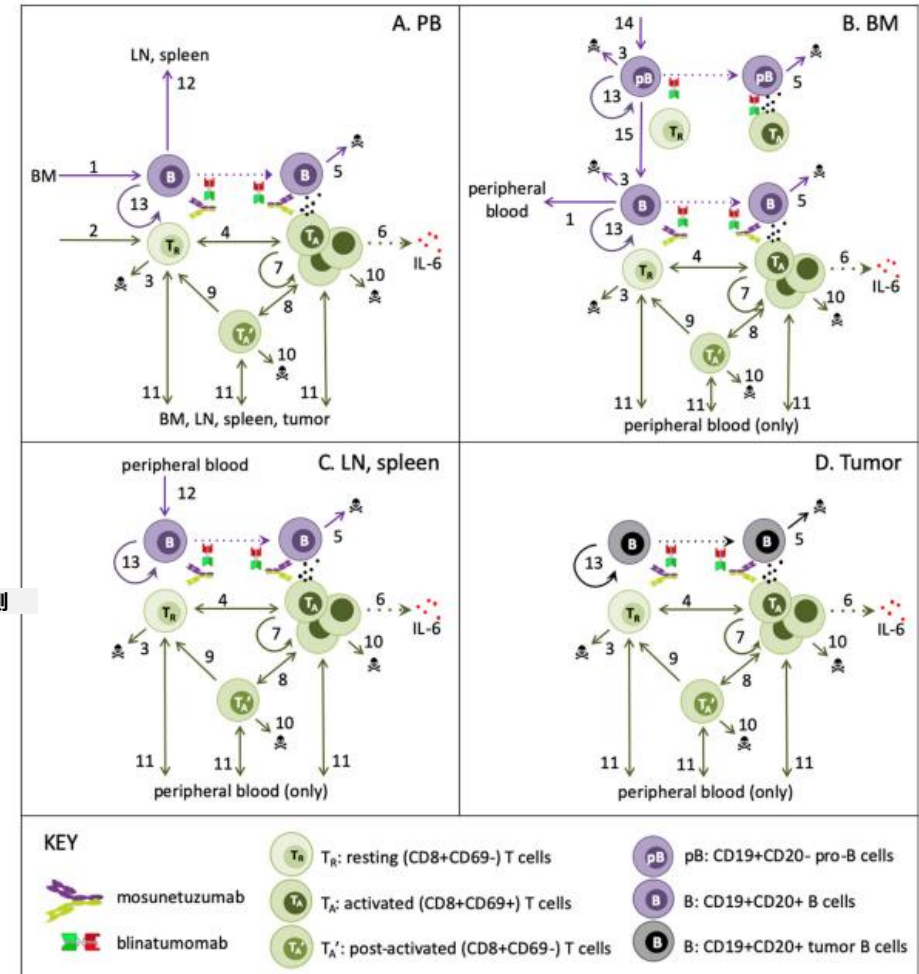 A. PB
LN, spleen
12
BM
1
B
B
5
13
2
TR
4
TA
6
IL-6
3
7
10
9
8
TA'
10
11
11
11
BM, LN, spleen, tumor
B. BM
14
3
pB
pB
5
13
15
TR
TA
3
peripheral
blood
1
B
B
5
13
TR
4
TA
6
IL-6
3
7
10
9
8
TA'
10
11
11
11
peripheral blood (only)
C. LN, spleen
peripheral blood
12
B
B
5
13
TR
4
TA
6
IL-6
3
7
10
9
8
TA'
10
11
11
11
peripheral blood (only)
D. Tumor
B
B
5
13
TR
4
TA
6
IL-6
3
7
10
9
8
TA'
10
11
11
11
peripheral blood (only)
KEY
mosunetuzumab
blinatumomab
TR TR: resting (CD8+CD69-) T cells
TA TA: activated (CD8+CD69+) T cells
TA' TA': post-activated (CD8+CD69-) T cells
pB pB: CD19+CD20- pro-B cells
B B: CD19+CD20+ B cells
B B: CD19+CD20+ tumor B cells